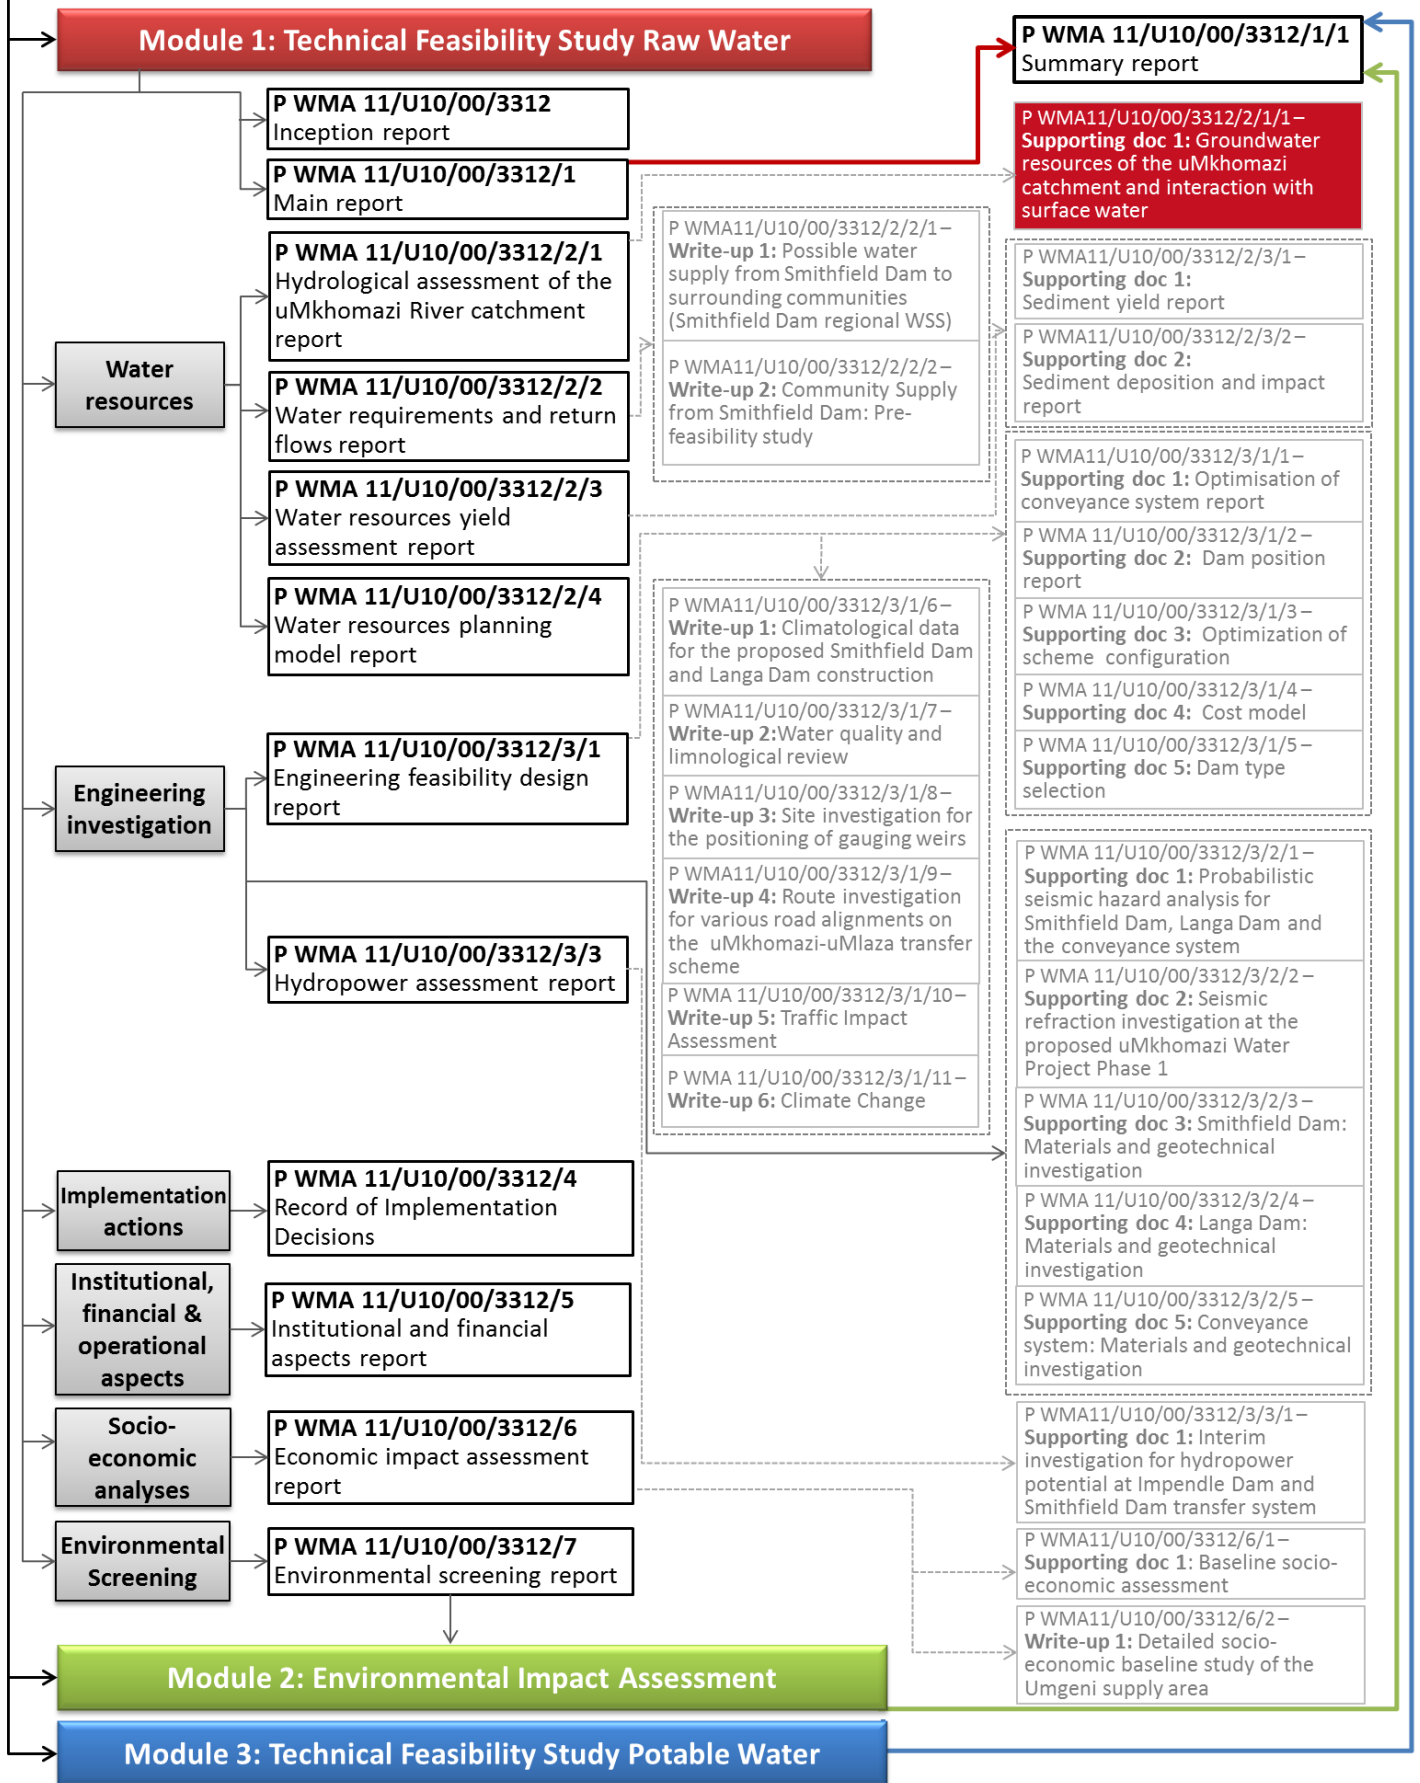 Module 1: Technical Feasibility Study Raw Water
P WMA 11/U10/00/3312/1/1
Summary report
P WMA 11/U10/00/3312
Inception report
P WMA 11/U10/00/3312/1
Main report
P WMA 11/U10/00/3312/2/1
Hydrological assessment of the
uMkhomazi River catchment
report
Water
resources
P WMA 11/U10/00/3312/2/2
Water requirements and return
flows report
P WMA 11/U10/00/3312/2/3
Water resources yield
assessment report
P WMA 11/U10/00/3312/2/4
Water resources planning
model report
Engineering
investigation
P WMA 11/U10/00/3312/3/1
Engineering feasibility design
report
P WMA 11/U10/00/3312/3/3
Hydropower assessment report
Implementation
actions
P WMA 11/U10/00/3312/4
Record of Implementation
Decisions
Institutional,
financial &
operational
aspects
P WMA 11/U10/00/3312/5
Institutional and financial
aspects report
Socio-
economic
analyses
P WMA 11/U10/00/3312/6
Economic impact assessment
report
Environmental
Screening
P WMA 11/U10/00/3312/7
Environmental screening report
P WMA11/U10/00/3312/2/2/1–
Write-up 1: Possible water
supply from Smithfield Dam to
surrounding communities
(Smithfield Dam regional WSS)
P WMA11/U10/00/3312/2/2/2–
Write-up 2: Community Supply
from Smithfield Dam: Pre-
feasibility study
P WMA11/U10/00/3312/3/1/6–
Write-up 1: Climatological data
for the proposed Smithfield Dam
and Langa Dam construction
P WMA11/U10/00/3312/3/1/7–
Write-up 2:Water quality and
limnological review
P WMA11/U10/00/3312/3/1/8–
Write-up 3: Site investigation for
the positioning of gauging weirs
P WMA11/U10/00/3312/3/1/9–
Write-up 4: Route investigation
for various road alignments on
the uMkhomazi-uMlaza transfer
scheme
P WMA 11/U10/00/3312/3/1/10–
Write-up 5: Traffic Impact
Assessment
P WMA 11/U10/00/3312/3/1/11–
Write-up 6: Climate Change
P WMA11/U10/00/3312/2/1/1–
Supporting doc 1: Groundwater
resources of the uMkhomazi
catchment and interaction with
surface water
P WMA11/U10/00/3312/2/3/1–
Supporting doc 1:
Sediment yield report
P WMA11/U10/00/3312/2/3/2–
Supporting doc 2:
Sediment deposition and impact
report
P WMA11/U10/00/3312/3/1/1–
Supporting doc 1: Optimisation of
conveyance system report
P WMA 11/U10/00/3312/3/1/2–
Supporting doc 2: Dam position
report
P WMA 11/U10/00/3312/3/1/3–
Supporting doc 3: Optimization of
scheme configuration
P WMA 11/U10/00/3312/3/1/4–
Supporting doc 4: Cost model
P WMA 11/U10/00/3312/3/1/5–
Supporting doc 5: Dam type
selection
P WMA 11/U10/00/3312/3/2/1–
Supporting doc 1: Probabilistic
seismic hazard analysis for
Smithfield Dam, Langa Dam and
the conveyance system
P WMA 11/U10/00/3312/3/2/2–
Supporting doc 2: Seismic
refraction investigation at the
proposed uMkhomazi Water
Project Phase 1
P WMA 11/U10/00/3312/3/2/3–
Supporting doc 3: Smithfield Dam:
Materials and geotechnical
investigation
P WMA 11/U10/00/3312/3/2/4–
Supporting doc 4: Langa Dam:
Materials and geotechnical
investigation
P WMA 11/U10/00/3312/3/2/5–
Supporting doc 5: Conveyance
system: Materials and geotechnical
investigation
P WMA11/U10/00/3312/3/3/1–
Supporting doc 1: Interim
investigation for hydropower
potential at Impendle Dam and
Smithfield Dam transfer system
P WMA11/U10/00/3312/6/1–
Supporting doc 1: Baseline socio-
economic assessment
P WMA11/U10/00/3312/6/2–
Write-up 1: Detailed socio-
economic baseline study of the
Umgeni supply area
Module 2: Environmental Impact Assessment
Module 3: Technical Feasibility Study Potable Water